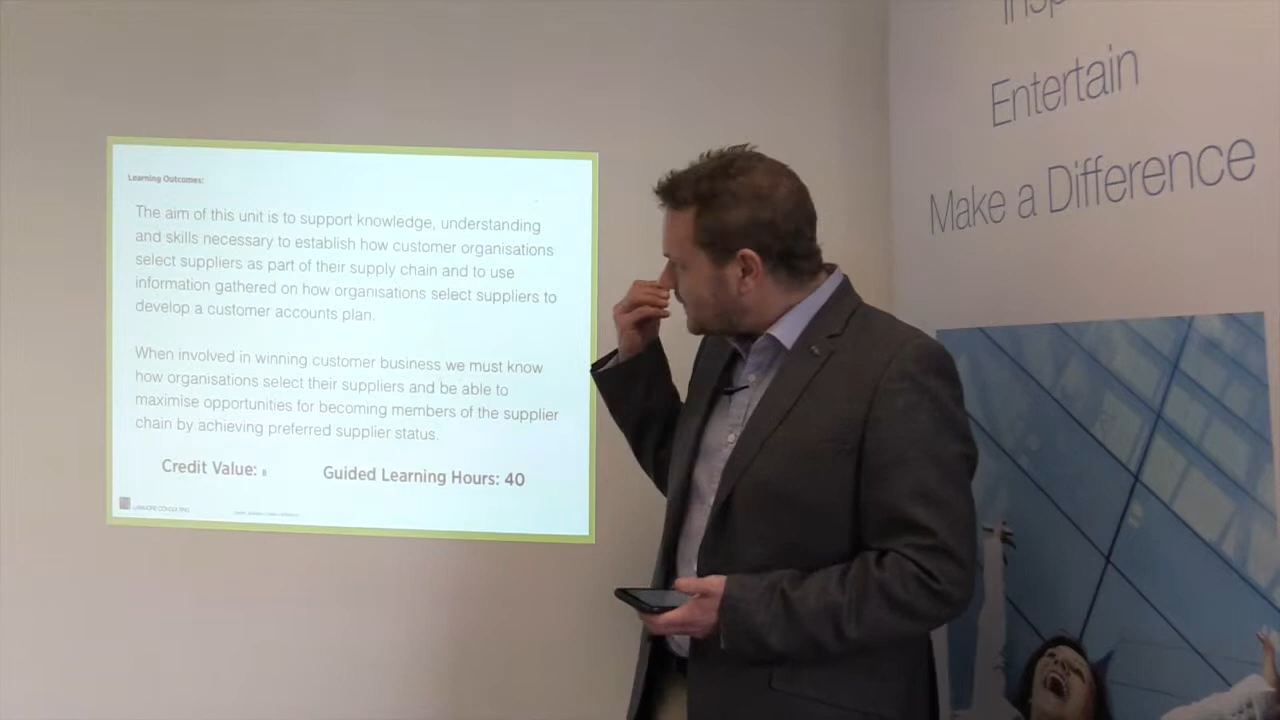 Learning Outcomes:
The aim of this unit is to support knowledge, understanding
and skills necessary to establish how customer organisations
select suppliers as part of their supply chain and to use
information gathered on how organisations select suppliers to
develop a customer accounts plan.
When involved in winning customer business we must know
how organisations select their suppliers and be able to
maximise opportunities for becoming members of the supplier
chain by achieving preferred supplier status.
Credit Value:
Guided Learning Hours: 40
CONSULTING
Entertain
Make a Difference